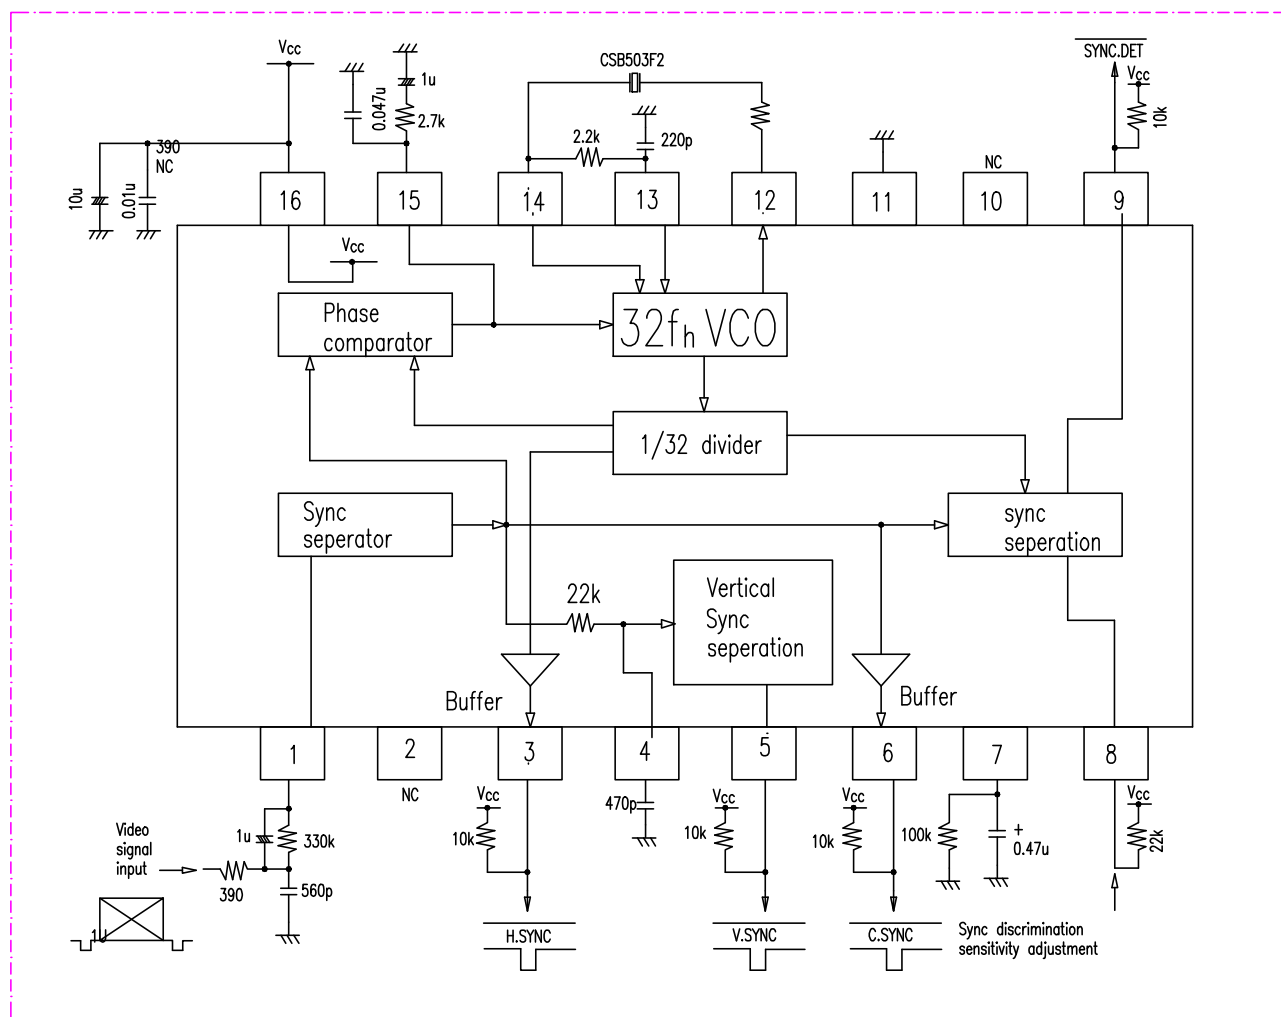 Vcc
CSB503F2
SYNC.DET
Vcc
10k
1u
0.047u
2.7k
2.2k
220p
390
NC
NC
10u
0.01u
16
15
14
13
12
11
10
9
Vcc
Phase
comparator
32fh VCO
1/32 divider
Sync
seperator
sync
seperation
22k
Vertical
Sync
seperation
Buffer
Buffer
1
2
3
4
5
6
7
8
NC
Vcc
10k
470p
Vcc
10k
Vcc
10k
100k
+
0.47u
Vcc
22k
Video
signal
input
1u
330k
390
560p
1U
H.SYNC
V.SYNC
C.SYNC
Sync discrimination
sensitivity adjustment